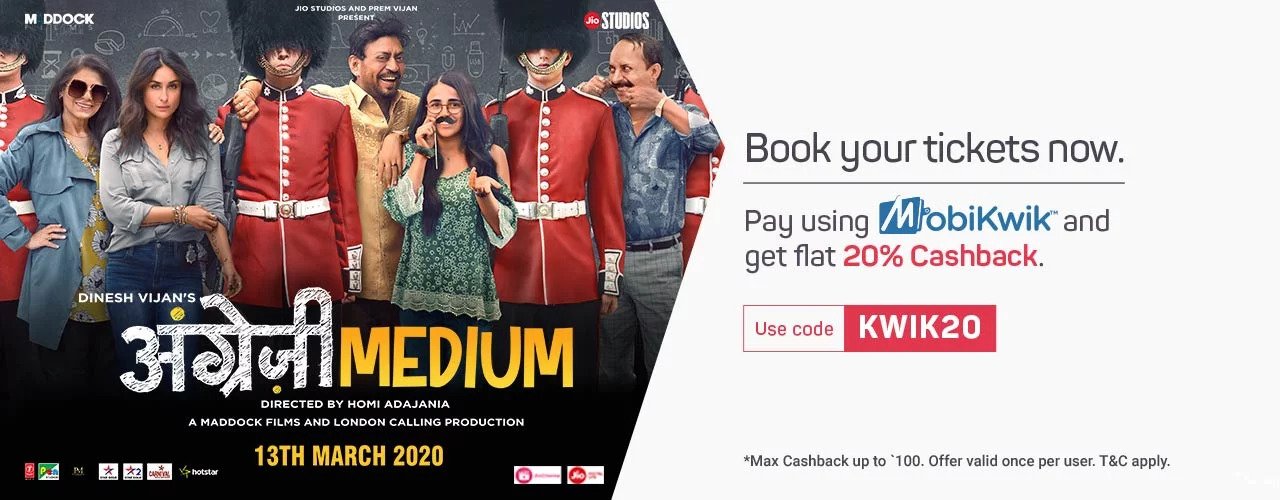 MADDOCK
FILMS
JIO STUDIOS AND PREM VIJAN
PRESENT
Jio STUDIOS
DINESH VIJAN'S
अंग्रेज़ी MEDIUM
DIRECTED BY HOMI ADAJANIA
A MADDOCK FILMS AND LONDON CALLING PRODUCTION
13TH MARCH 2020
hotstar
Jio
Book your tickets now.
Pay using MobiKwik™ and
get flat 20% Cashback.
Use code KWIK20
*Max Cashback up to `100. Offer valid once per user. T&C apply.